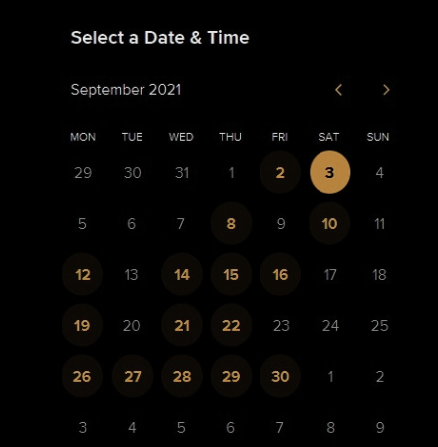 Select a Date & Time
September 2021
MON TUE WED THU FRI SAT SUN
29 30 31 1 2 3 4
5 6 7 8 9 10 11
12 13 14 15 16 17 18
19 20 21 22 23 24 25
26 27 28 29 30 1 2
3 4 5 6 7 8 9